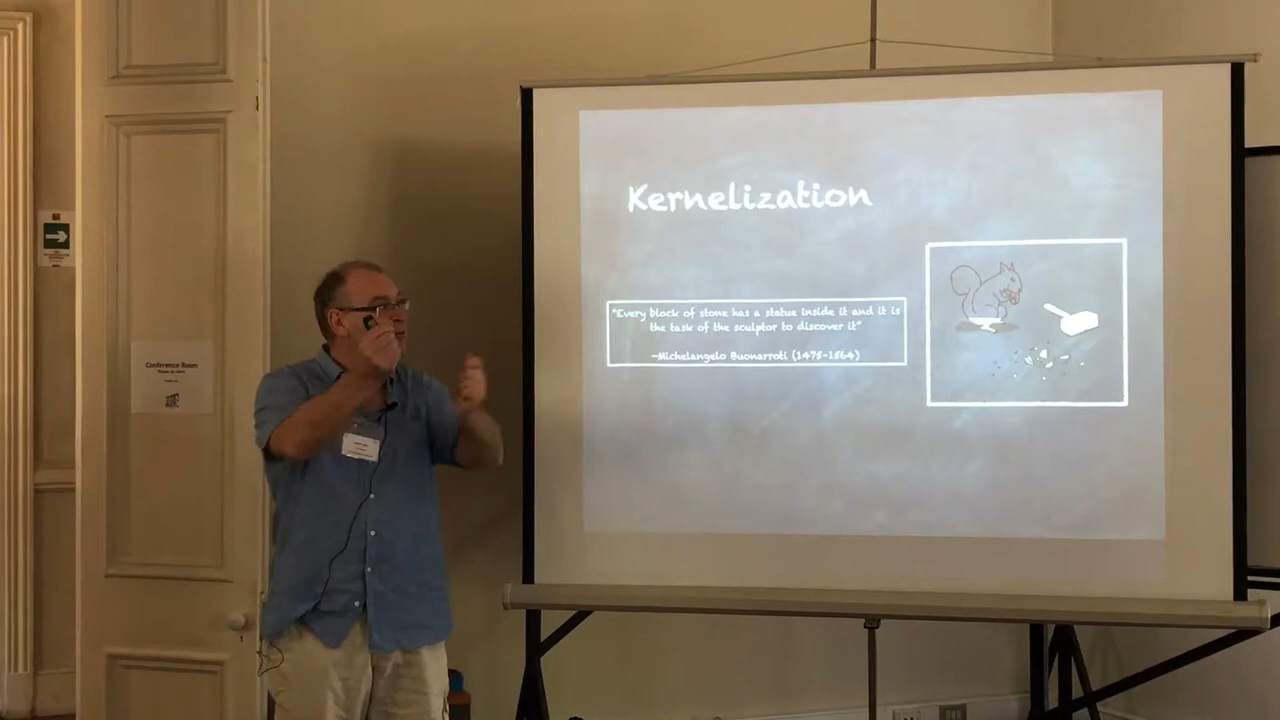 Kernelization
"Every block of stone has a statue inside it and it is
the task of the sculptor to discover it"
—Michelangelo Buonarroti (1475-1564)
Conference Room